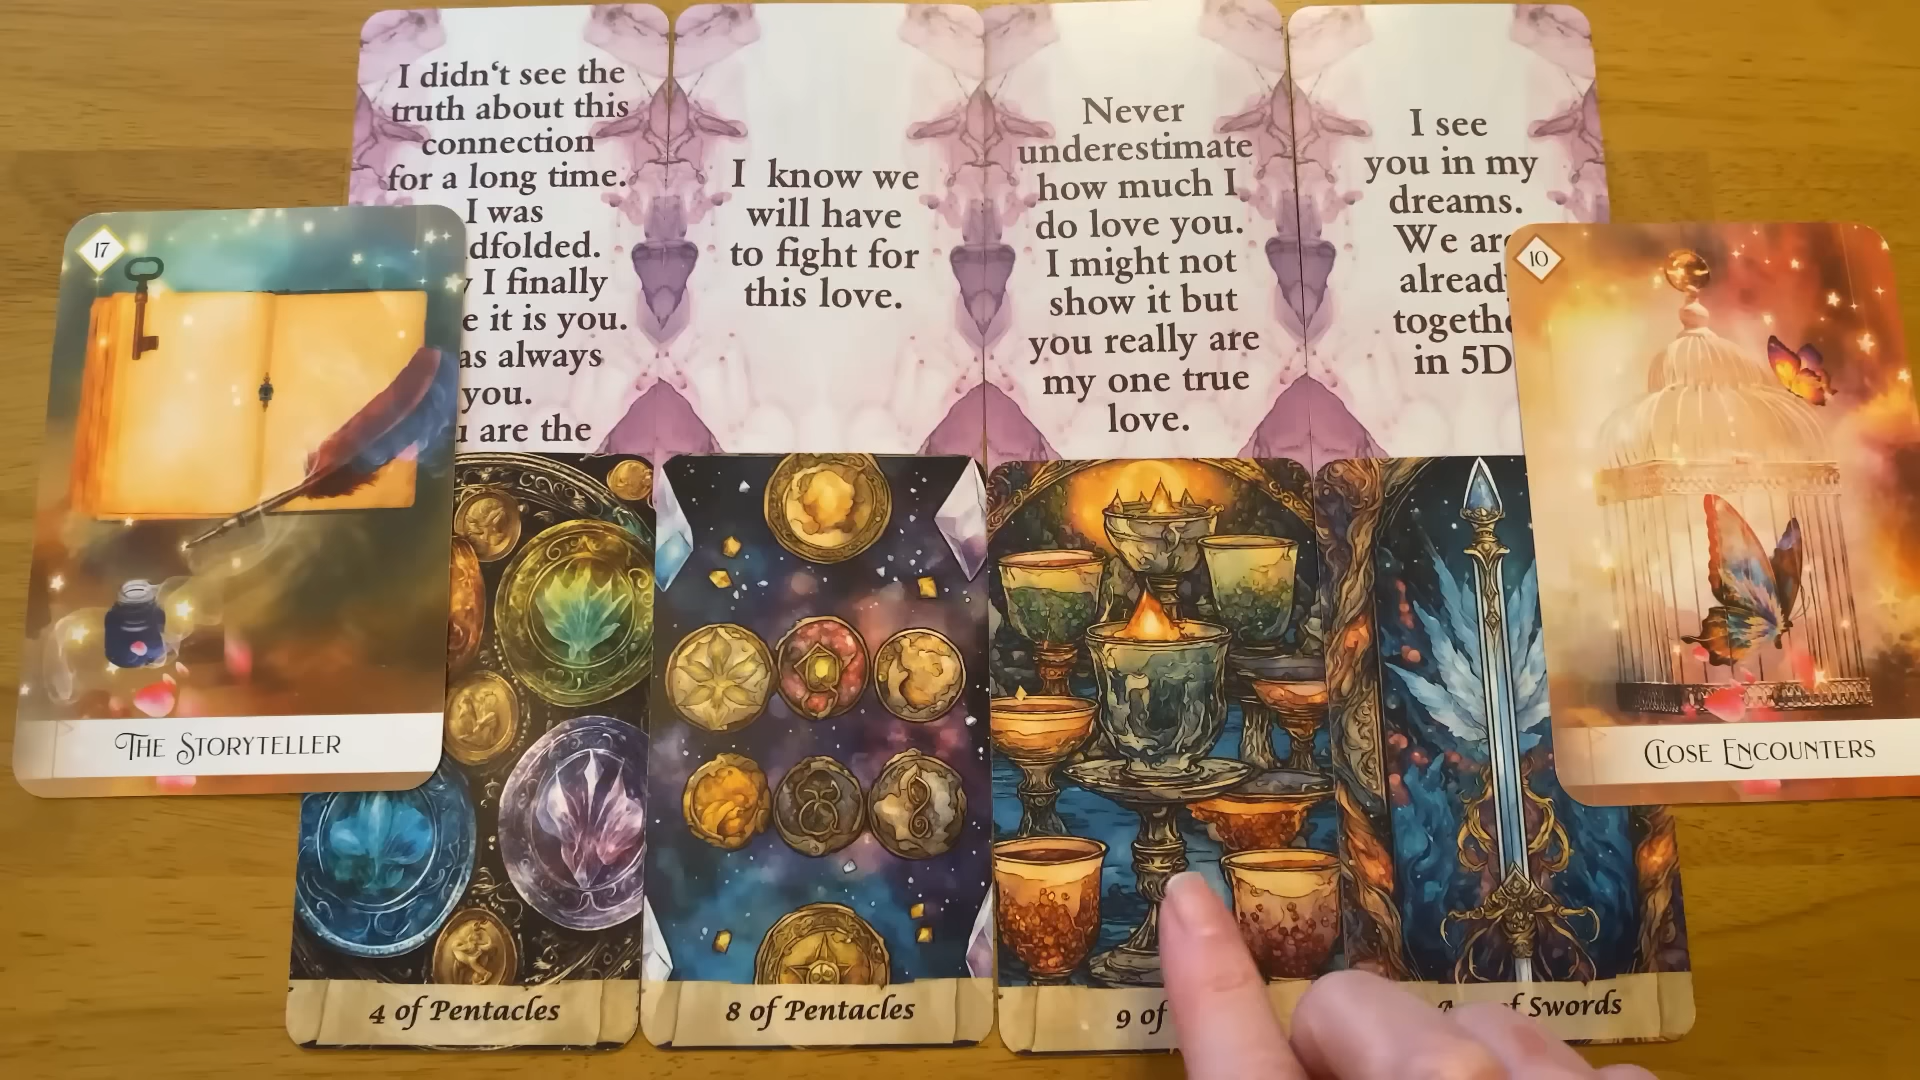 I didn‘t see the
truth about this
connection
for a long time.
I was
dfolded.
I finally
e it is you.
as always
you.
are the
I know we
will have
to fight for
this love.
Never
underestimate
how much I
do love you.
I might not
show it but
you really are
my one true
love.
I see
you in my
dreams.
We are
alread
togethe
in 5D
17
THE STORYTELLER
10
CLOSE ENCOUNTERS
4 of Pentacles
8 of Pentacles
9 of
of Swords